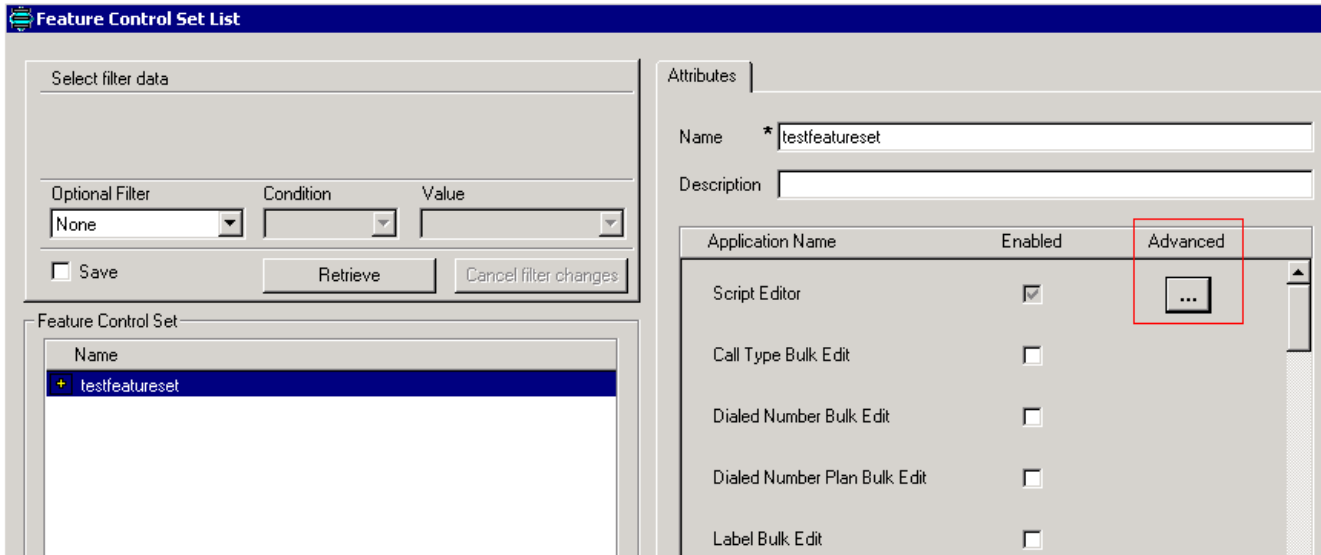 Feature Control Set List
Select filter data
Optional Filter Condition Value
None
Save Retrieve Cancel filter changes
Feature Control Set
Name
+ testfeatureset
Attributes
Name * testfeatureset
Description
Application Name Enabled Advanced
Script Editor ...
Call Type Bulk Edit
Dialed Number Bulk Edit
Dialed Number Plan Bulk Edit
Label Bulk Edit